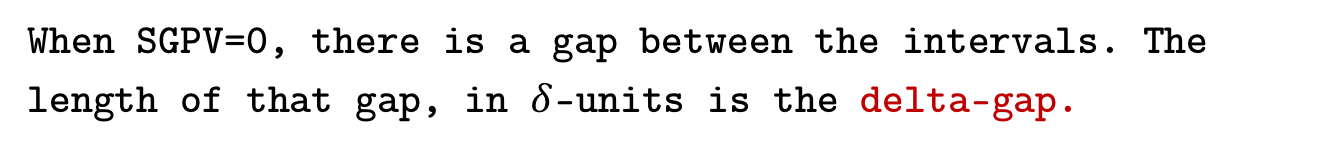 When SGPV=0, there is a gap between the intervals. The
length of that gap, in δ-units is the delta-gap.